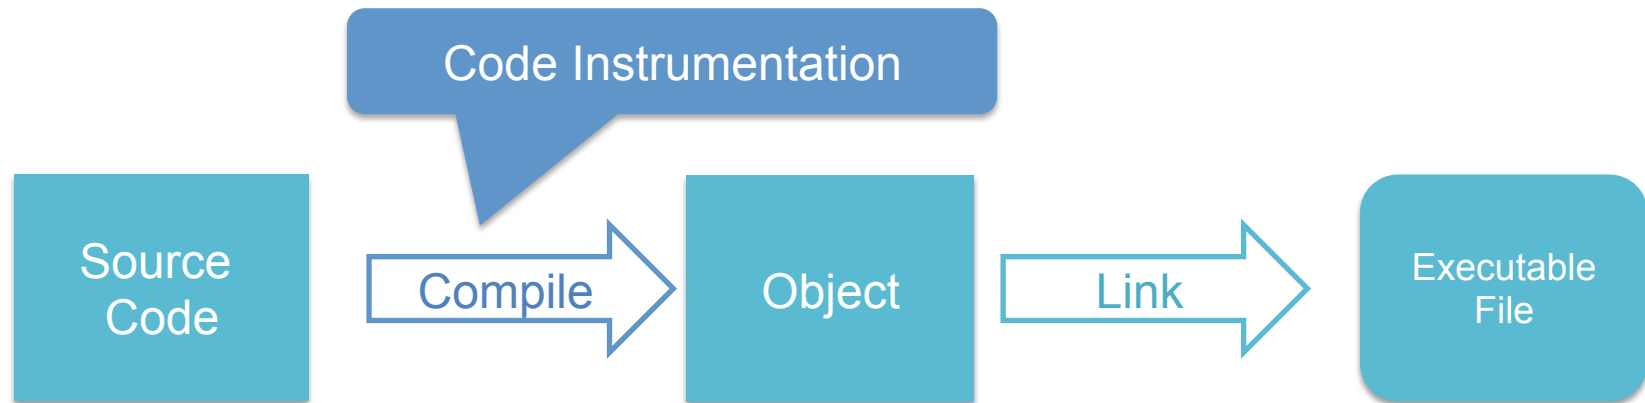 Code Instrumentation
Source
Code
Compile
Object
Link
Executable
File